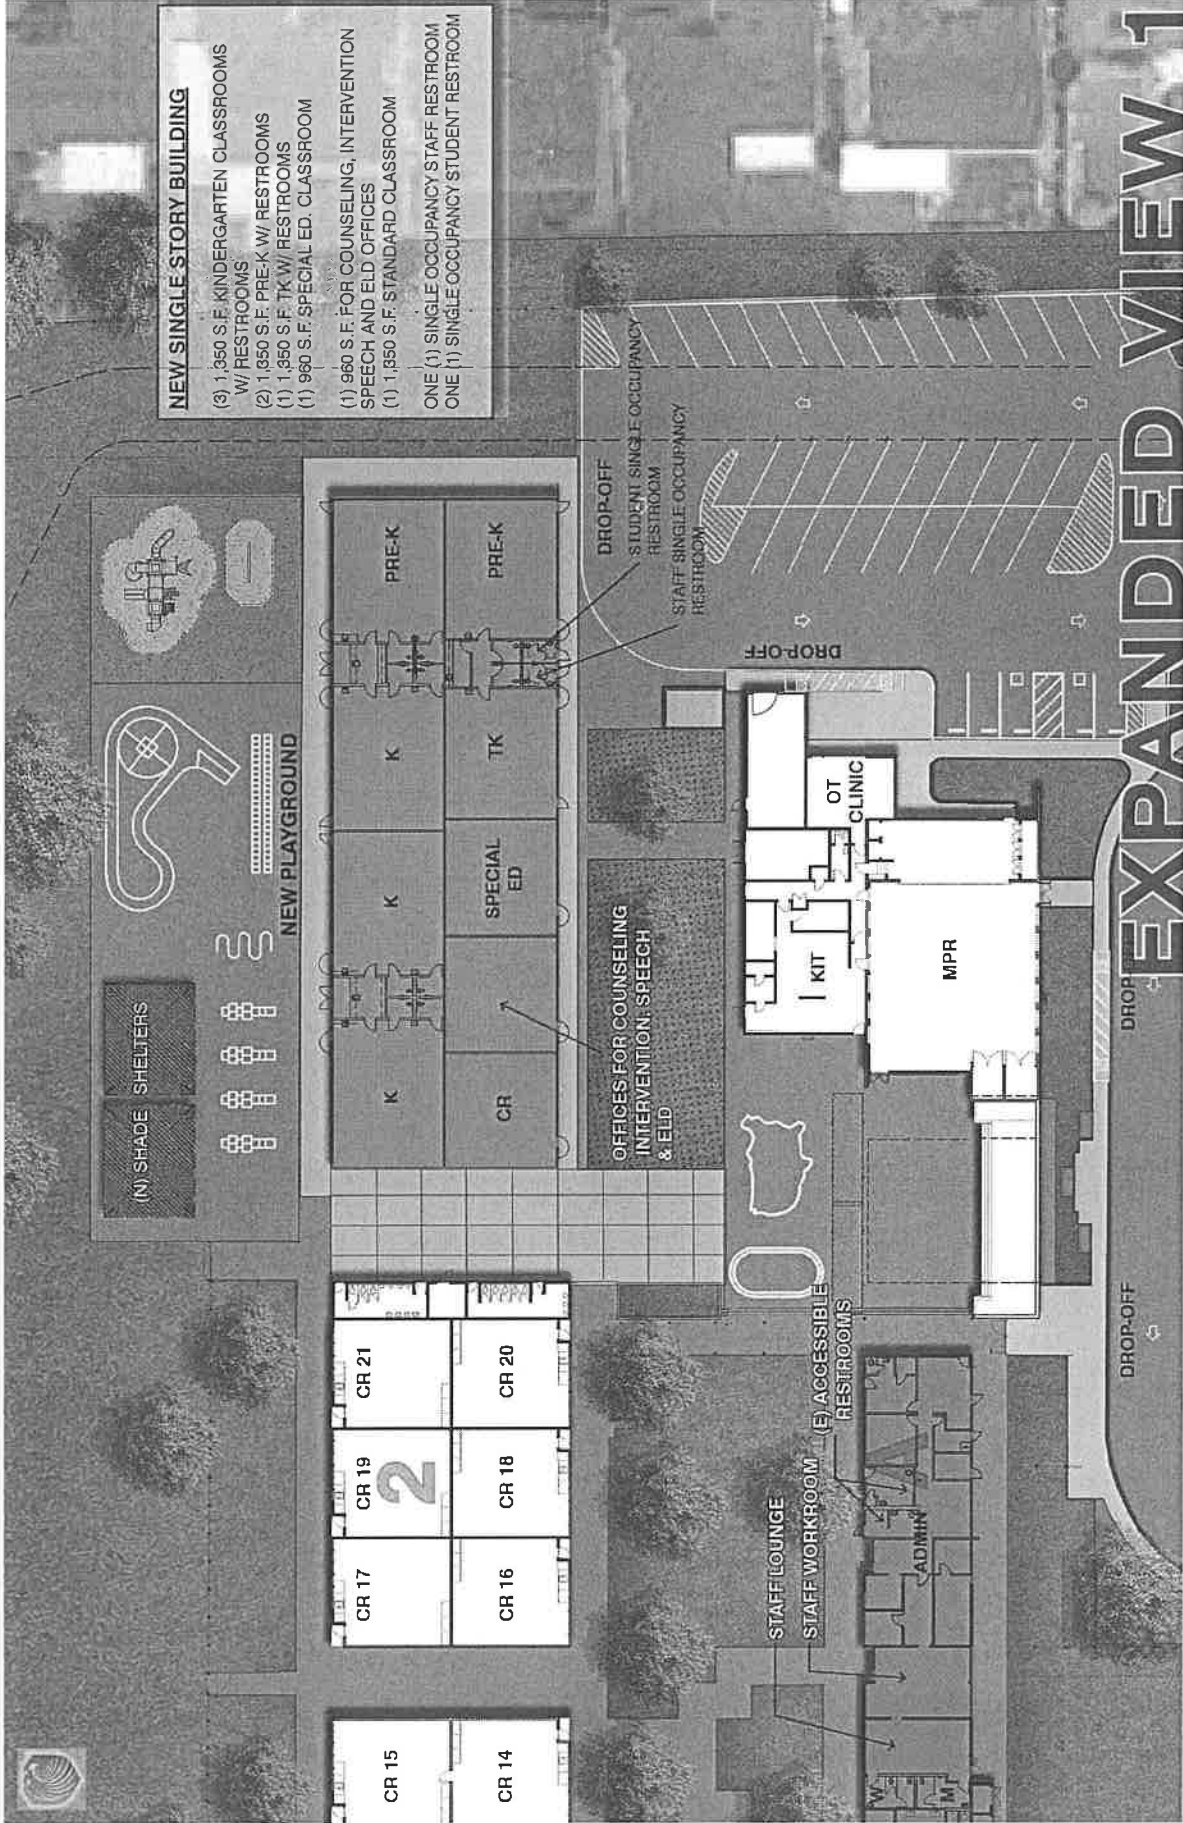 NEW SINGLE STORY BUILDING
(3) 1,350 S.F. KINDERGARTEN CLASSROOMS
W/ RESTROOMS
(2) 1,350 S.F. PRE-K W/ RESTROOMS
(1) 1,350 S.F. TK W/ RESTROOMS
(1) 960 S.F. SPECIAL ED. CLASSROOM
(1) 960 S.F. FOR COUNSELING, INTERVENTION
SPEECH AND ELD OFFICES
(1) 1,350 S.F. STANDARD CLASSROOM
ONE (1) SINGLE OCCUPANCY STAFF RESTROOM
ONE (1) SINGLE OCCUPANCY STUDENT RESTROOM
(N) SHADE SHELTERS
NEW PLAYGROUND
CR 15
CR 17
CR 19
CR 21
K
K
K
PRE-K
2
CR 14
CR 16
CR 18
CR 20
CR
SPECIAL
ED
TK
PRE-K
OFFICES FOR COUNSELING
INTERVENTION, SPEECH
& ELD
DROP-OFF
STUDENT SINGLE OCCUPANCY
RESTROOM
STAFF SINGLE OCCUPANCY
RESTROOM
DROP-OFF
STAFF LOUNGE
STAFF WORKROOM
(E) ACCESSIBLE
RESTROOMS
KIT
OT
CLINIC
W
M
ADMIN
A
MPR
DROP-OFF
DROP
EXPANDED VIEW 1